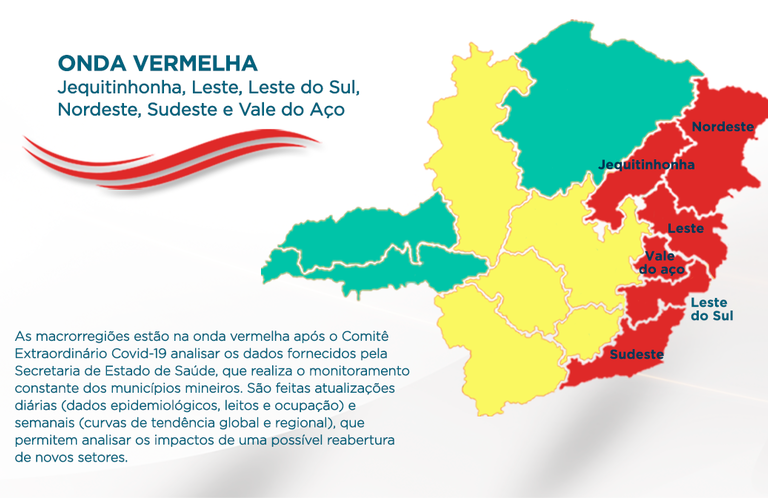 ONDA VERMELHA
Jequitinhonha, Leste, Leste do Sul,
Nordeste, Sudeste e Vale do Aço
Nordeste
Jequitinhonha
Leste
Vale
do aço
Leste
do Sul
Sudeste
As macrorregiões estão na onda vermelha após o Comitê
Extraordinário Covid-19 analisar os dados fornecidos pela
Secretaria de Estado de Saúde, que realiza o monitoramento
constante dos municípios mineiros. São feitas atualizações
diárias (dados epidemiológicos, leitos e ocupação) e
semanais (curvas de tendência global e regional), que
permitem analisar os impactos de uma possível reabertura
de novos setores.